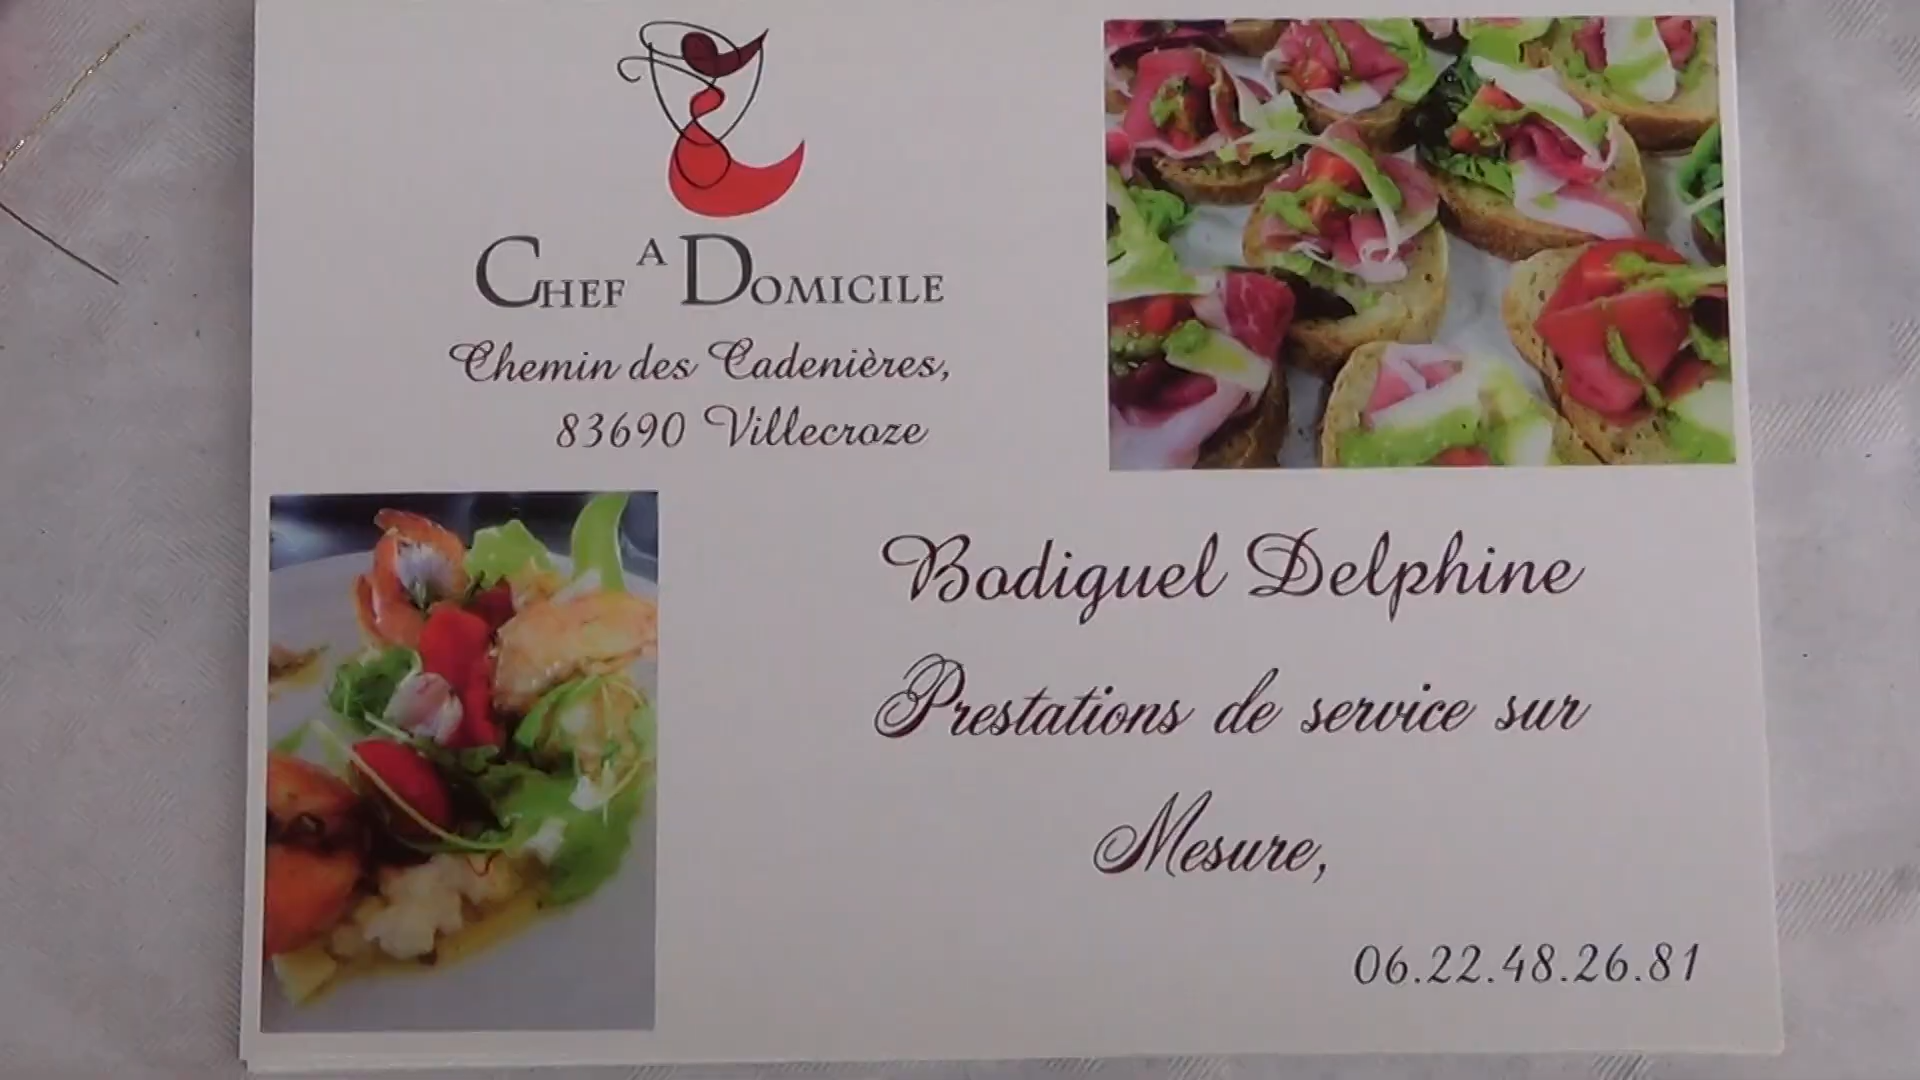 Chef A Domicile
Chemin des Cadenières,
83690 Villecroze
Bodiguel Delphine
Prestations de service sur
Mesure,
06.22.48.26.81